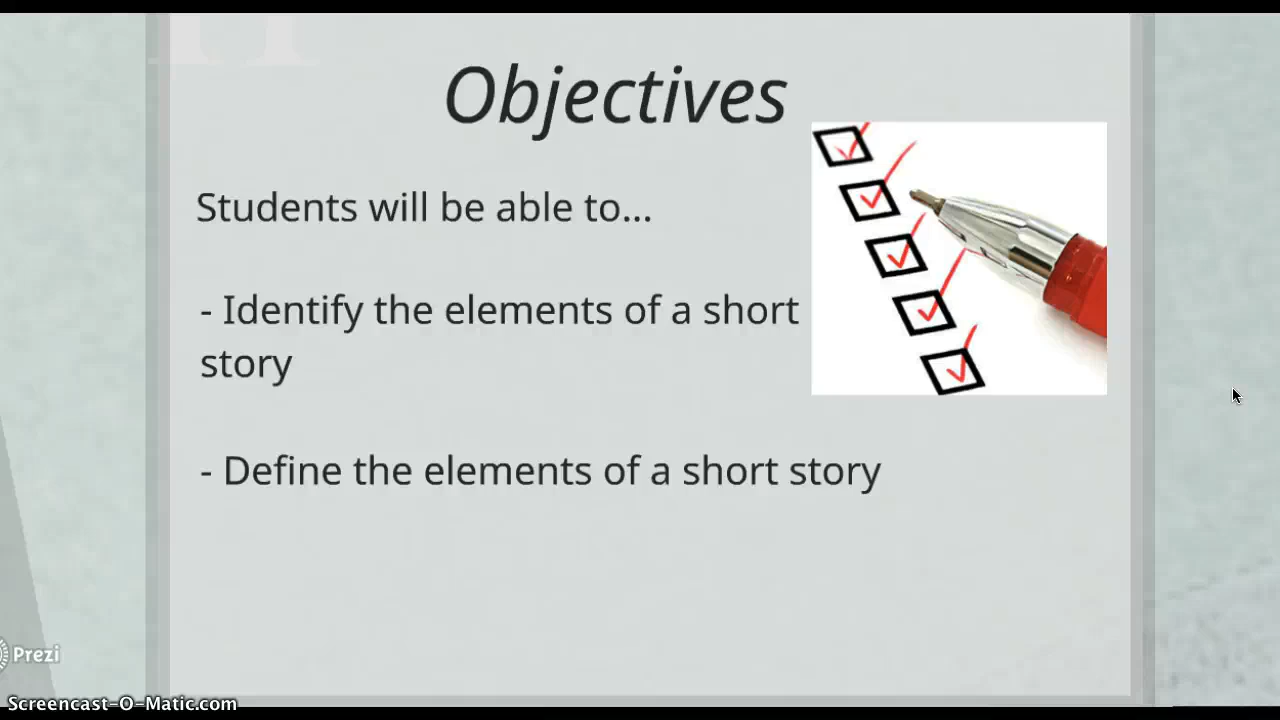 Objectives
Students will be able to...
- Identify the elements of a short
story
- Define the elements of a short story
Prezi
Screencast-O-Matic.com